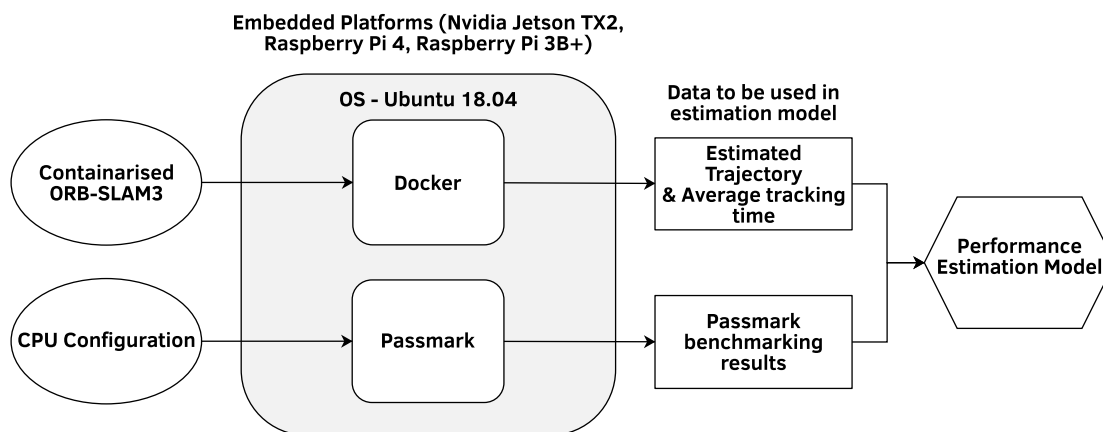 Embedded Platforms (Nvidia Jetson TX2,
Raspberry Pi 4, Raspberry Pi 3B+)
OS - Ubuntu 18.04
Data to be used in
estimation model
Containarised
ORB-SLAM3
Docker
Estimated
Trajectory
& Average tracking
time
Performance
Estimation Model
CPU Configuration
Passmark
Passmark
benchmarking
results